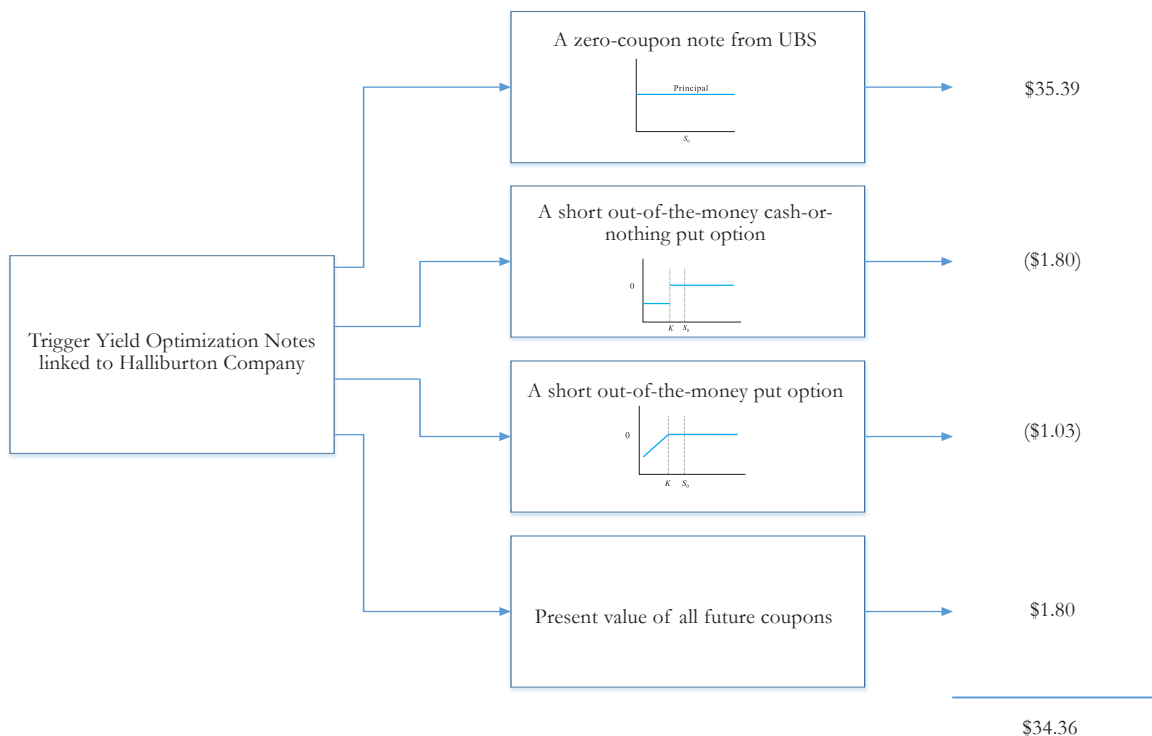 A zero-coupon note from UBS
Principal
S₀
$35.39
A short out-of-the-money cash-or-
nothing put option
0
K S₀
($1.80)
Trigger Yield Optimization Notes
linked to Halliburton Company
A short out-of-the-money put option
0
K S₀
($1.03)
Present value of all future coupons
$1.80
$34.36